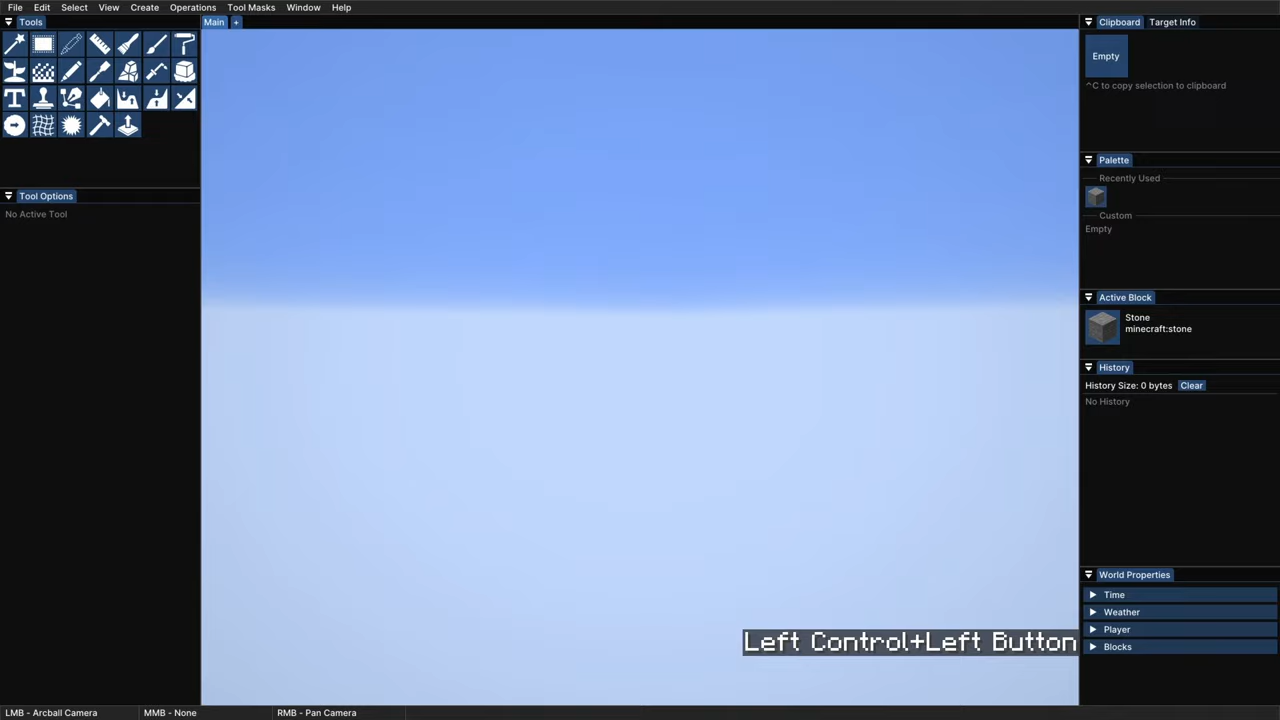 File Edit Select View Create Operations Tool Masks Window Help
Tools
Main +
Clipboard Target Info
Empty
^C to copy selection to clipboard
Palette
Recently Used
Custom
Empty
Tool Options
No Active Tool
Active Block
Stone
minecraft:stone
History
History Size: 0 bytes Clear
No History
World Properties
Time
Weather
Player
Blocks
Left Control+Left Button
LMB - Arcball Camera MMB - None RMB - Pan Camera